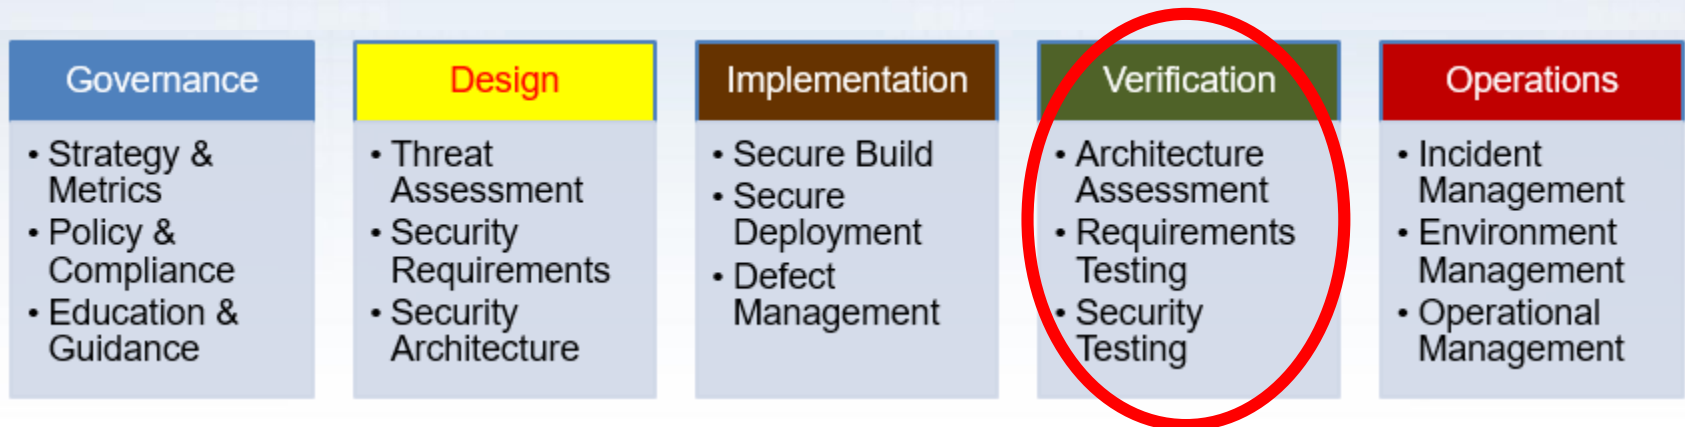 Governance
• Strategy &
Metrics
• Policy &
Compliance
• Education &
Guidance
Design
• Threat
Assessment
• Security
Requirements
• Security
Architecture
Implementation
• Secure Build
• Secure
Deployment
• Defect
Management
Verification
• Architecture
Assessment
• Requirements
Testing
• Security
Testing
Operations
• Incident
Management
• Environment
Management
• Operational
Management